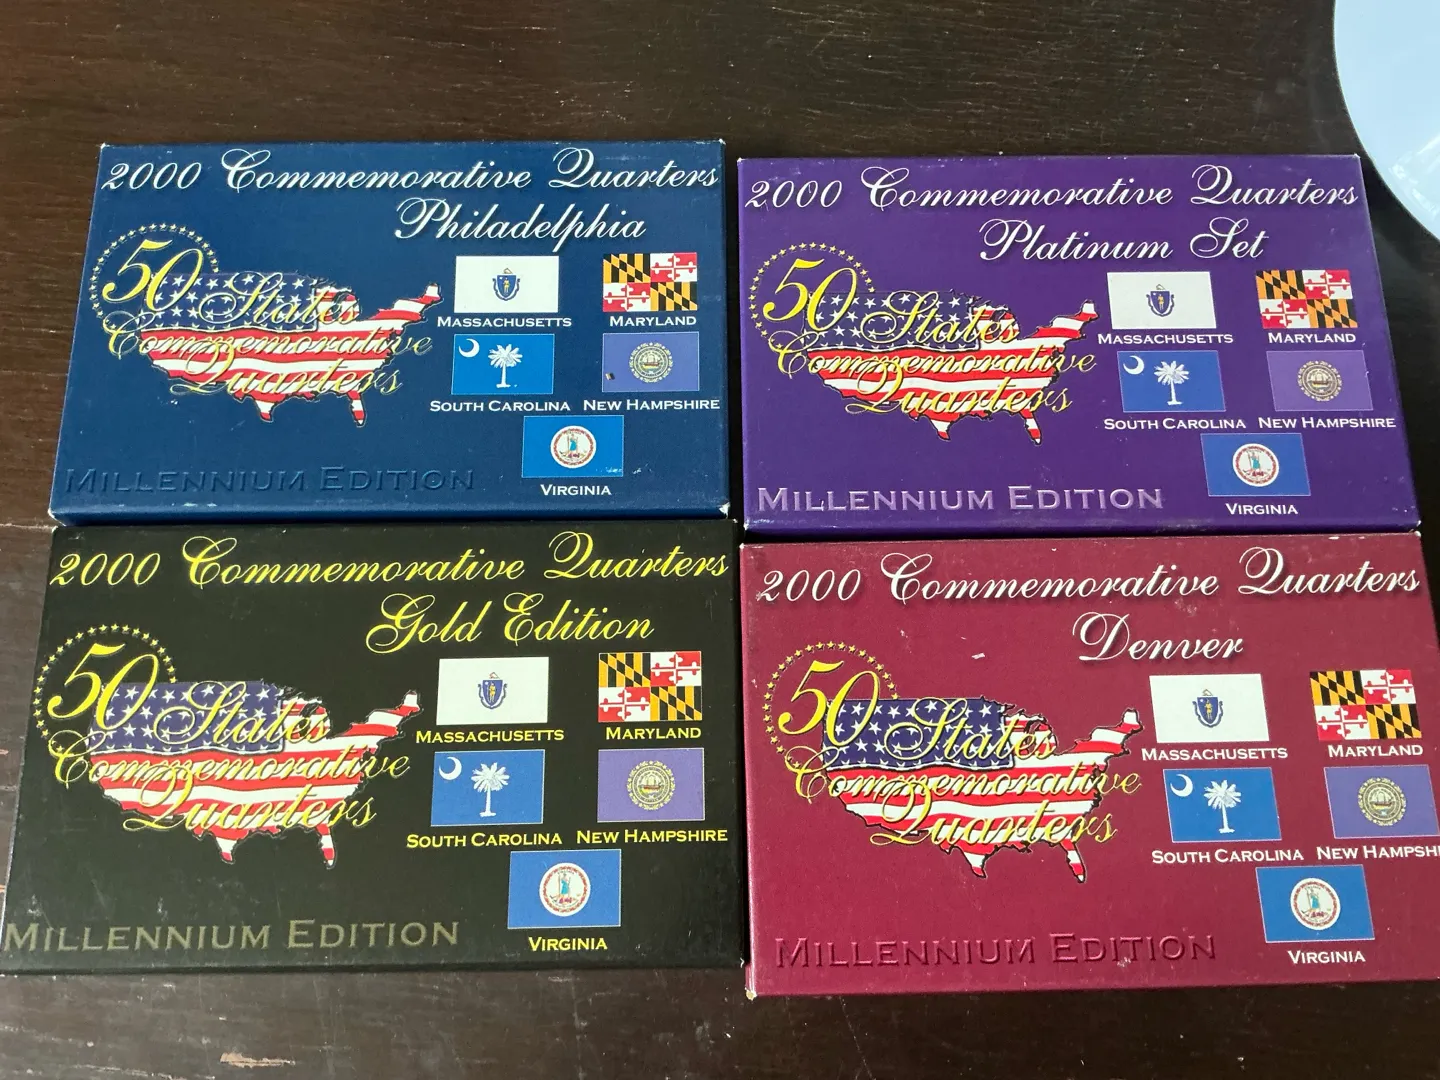 2000 Commemorative Quarters
Philadelphia
50 States
Commemorative
Quarters
MASSACHUSETTS
MARYLAND
SOUTH CAROLINA
NEW HAMPSHIRE
VIRGINIA
MILLENNIUM EDITION
2000 Commemorative Quarters
Platinum Set
50 States
Commemorative
Quarters
MASSACHUSETTS
MARYLAND
SOUTH CAROLINA
NEW HAMPSHIRE
VIRGINIA
MILLENNIUM EDITION
2000 Commemorative Quarters
Gold Edition
50 States
Commemorative
Quarters
MASSACHUSETTS
MARYLAND
SOUTH CAROLINA
NEW HAMPSHIRE
VIRGINIA
MILLENNIUM EDITION
2000 Commemorative Quarters
Denver
50 States
Commemorative
Quarters
MASSACHUSETTS
MARYLAND
SOUTH CAROLINA
NEW HAMPSHI
VIRGINIA
MILLENNIUM EDITION